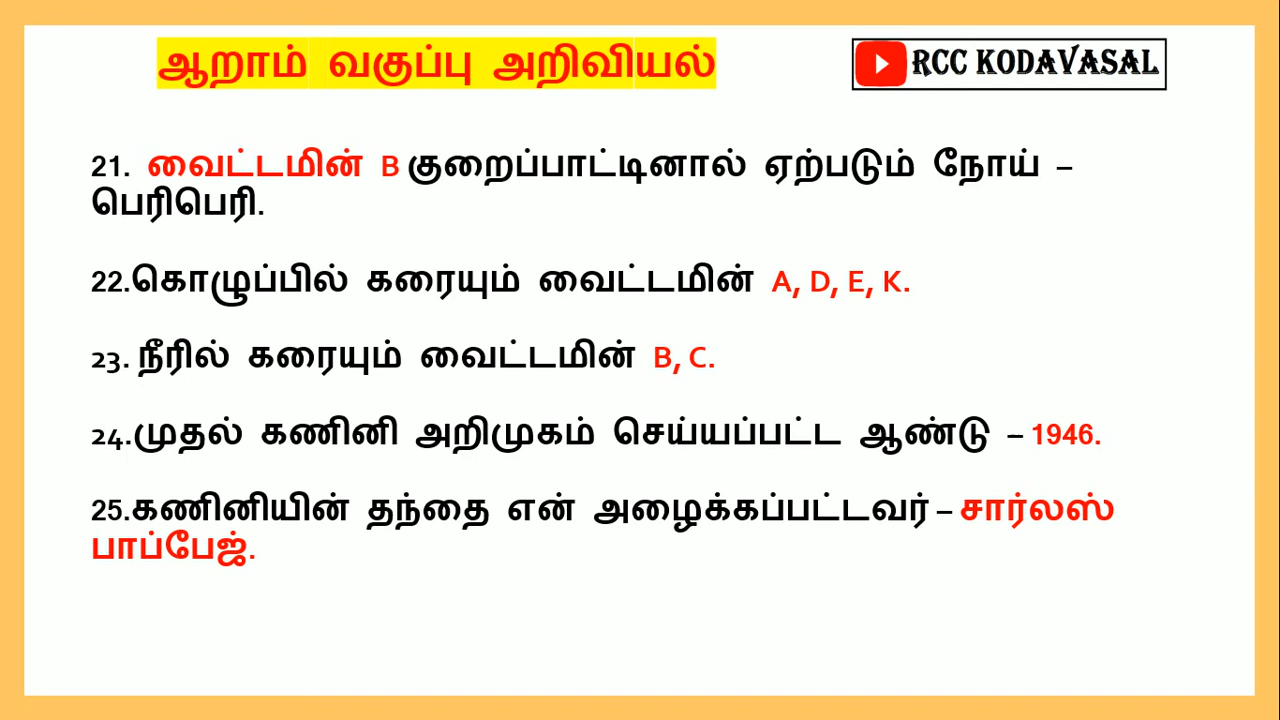 ஆறாம் வகுப்பு அறிவியல்
RCC KODAVASAL
21. வைட்டமின் B குறைப்பாட்டினால் ஏற்படும் நோய் –
பெரிபெரி.
22.கொழுப்பில் கரையும் வைட்டமின் A, D, E, K.
23. நீரில் கரையும் வைட்டமின் B, C.
24.முதல் கணினி அறிமுகம் செய்யப்பட்ட ஆண்டு – 1946.
25.கணினியின் தந்தை என் அழைக்கப்பட்டவர் – சார்லஸ்
பாப்பேஜ்.